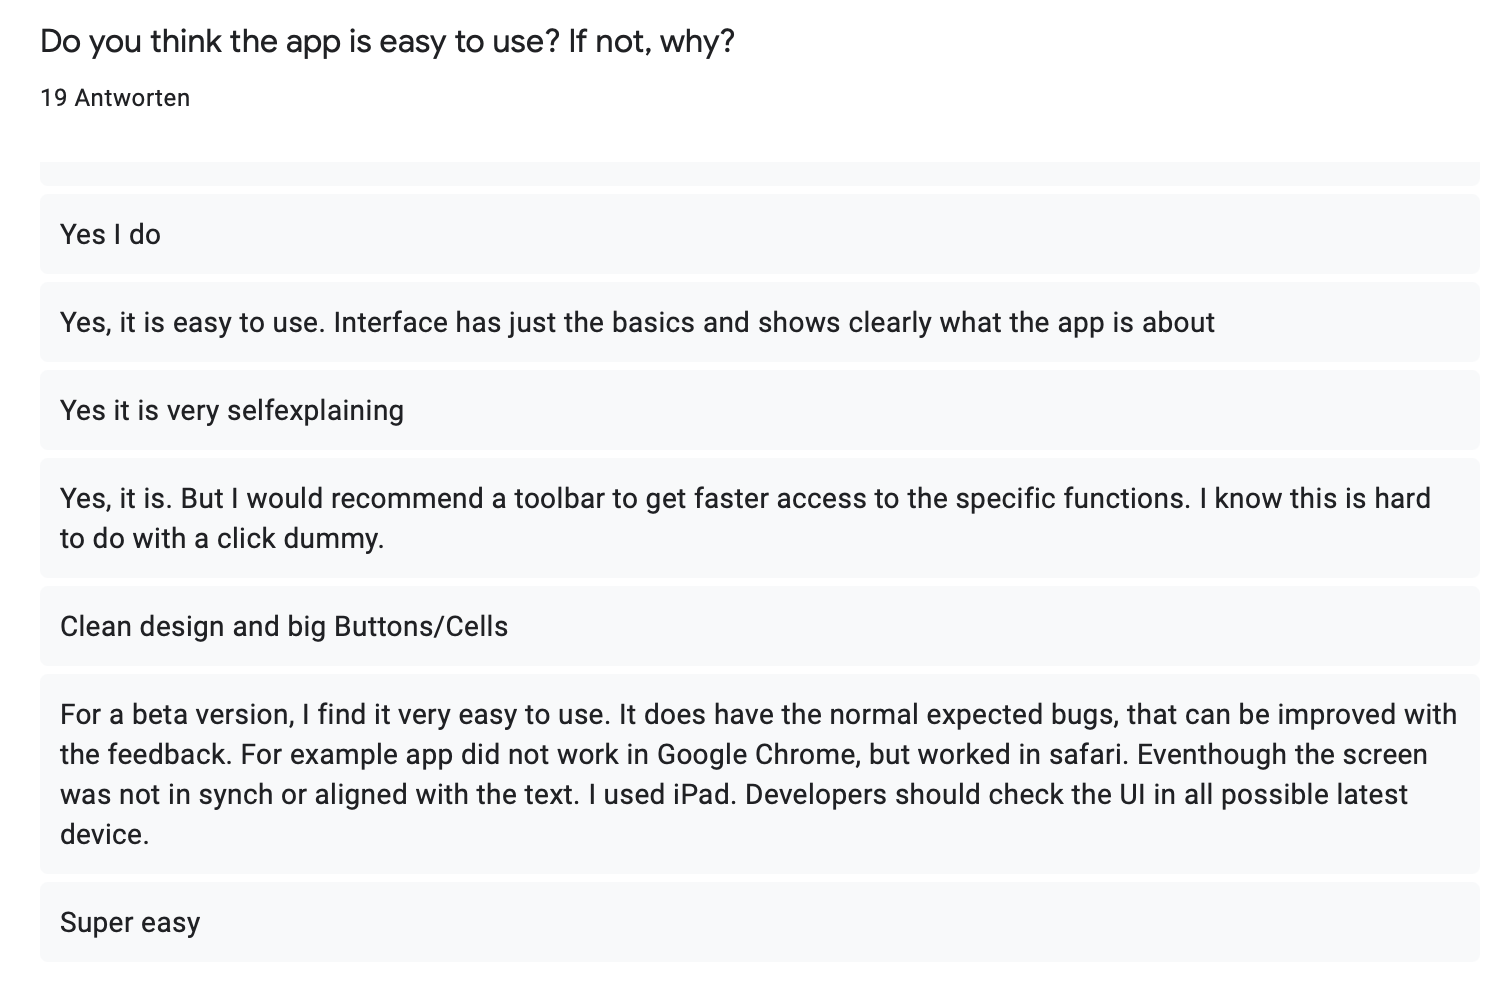 Do you think the app is easy to use? If not, why?
19 Antworten
Yes I do
Yes, it is easy to use. Interface has just the basics and shows clearly what the app is about
Yes it is very selfexplaining
Yes, it is. But I would recommend a toolbar to get faster access to the specific functions. I know this is hard
to do with a click dummy.
Clean design and big Buttons/Cells
For a beta version, I find it very easy to use. It does have the normal expected bugs, that can be improved with
the feedback. For example app did not work in Google Chrome, but worked in safari. Eventhough the screen
was not in synch or aligned with the text. I used iPad. Developers should check the UI in all possible latest
device.
Super easy